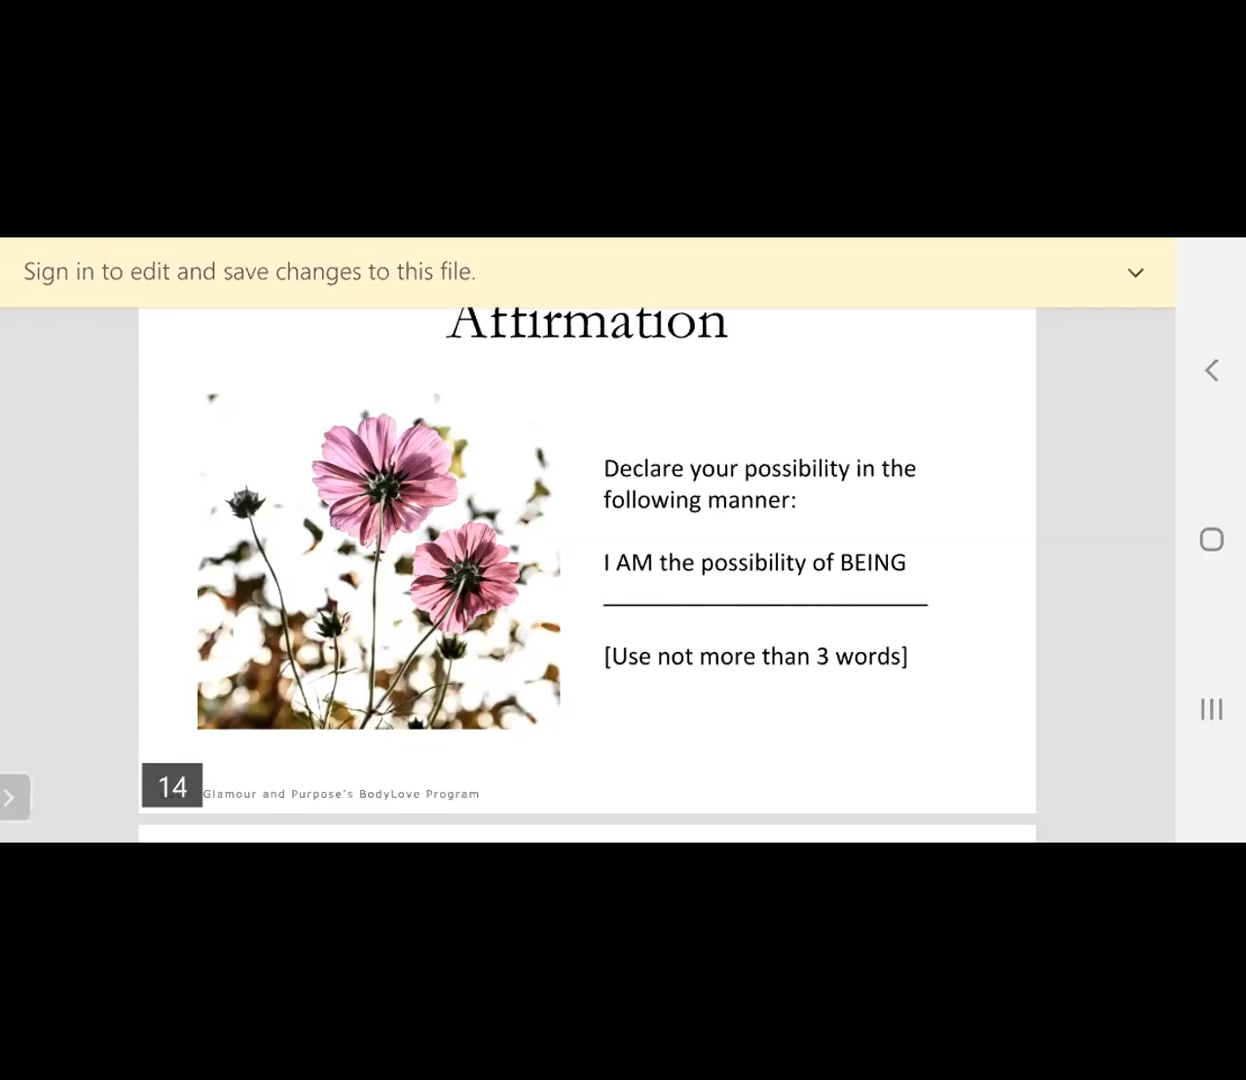 Sign in to edit and save changes to this file.
Affirmation
Declare your possibility in the
following manner:
I AM the possibility of BEING
[Use not more than 3 words]
14
Glamour and Purpose's BodyLove Program